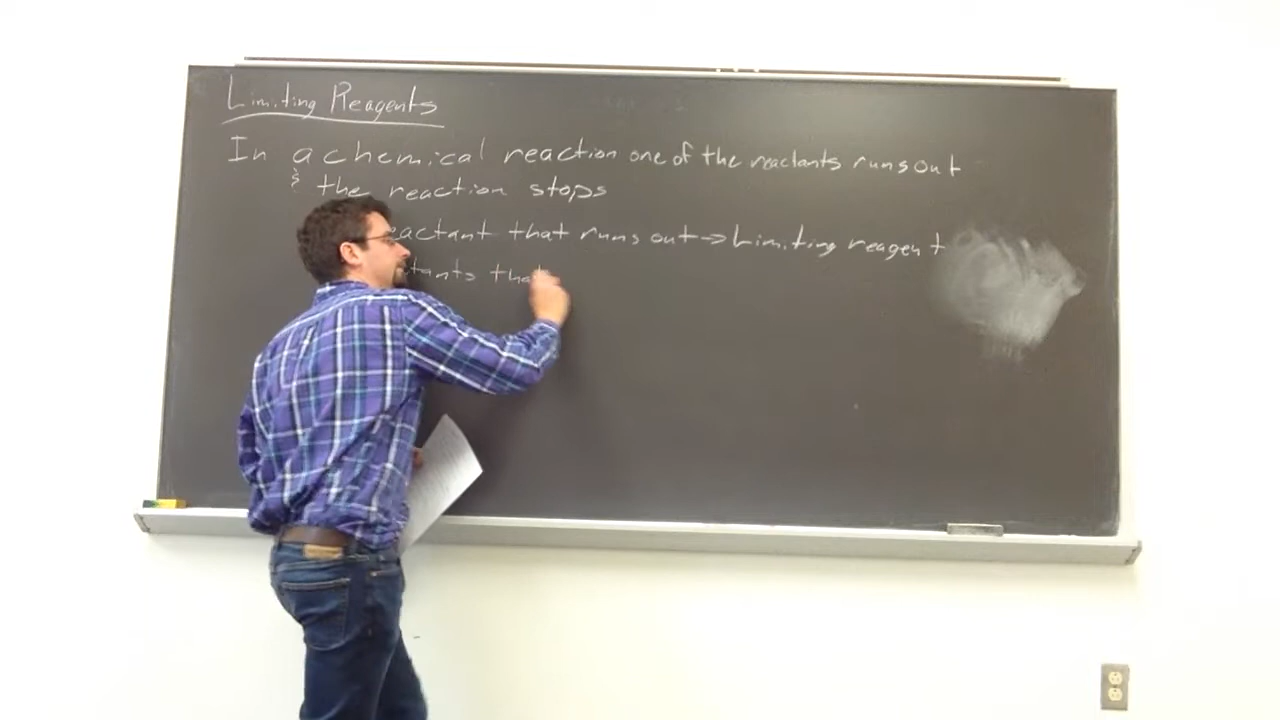 Limiting Reagents
In a chemical reaction one of the reactants runs out
& the reaction stops
eactant that runs out → Limiting reagent
tants that